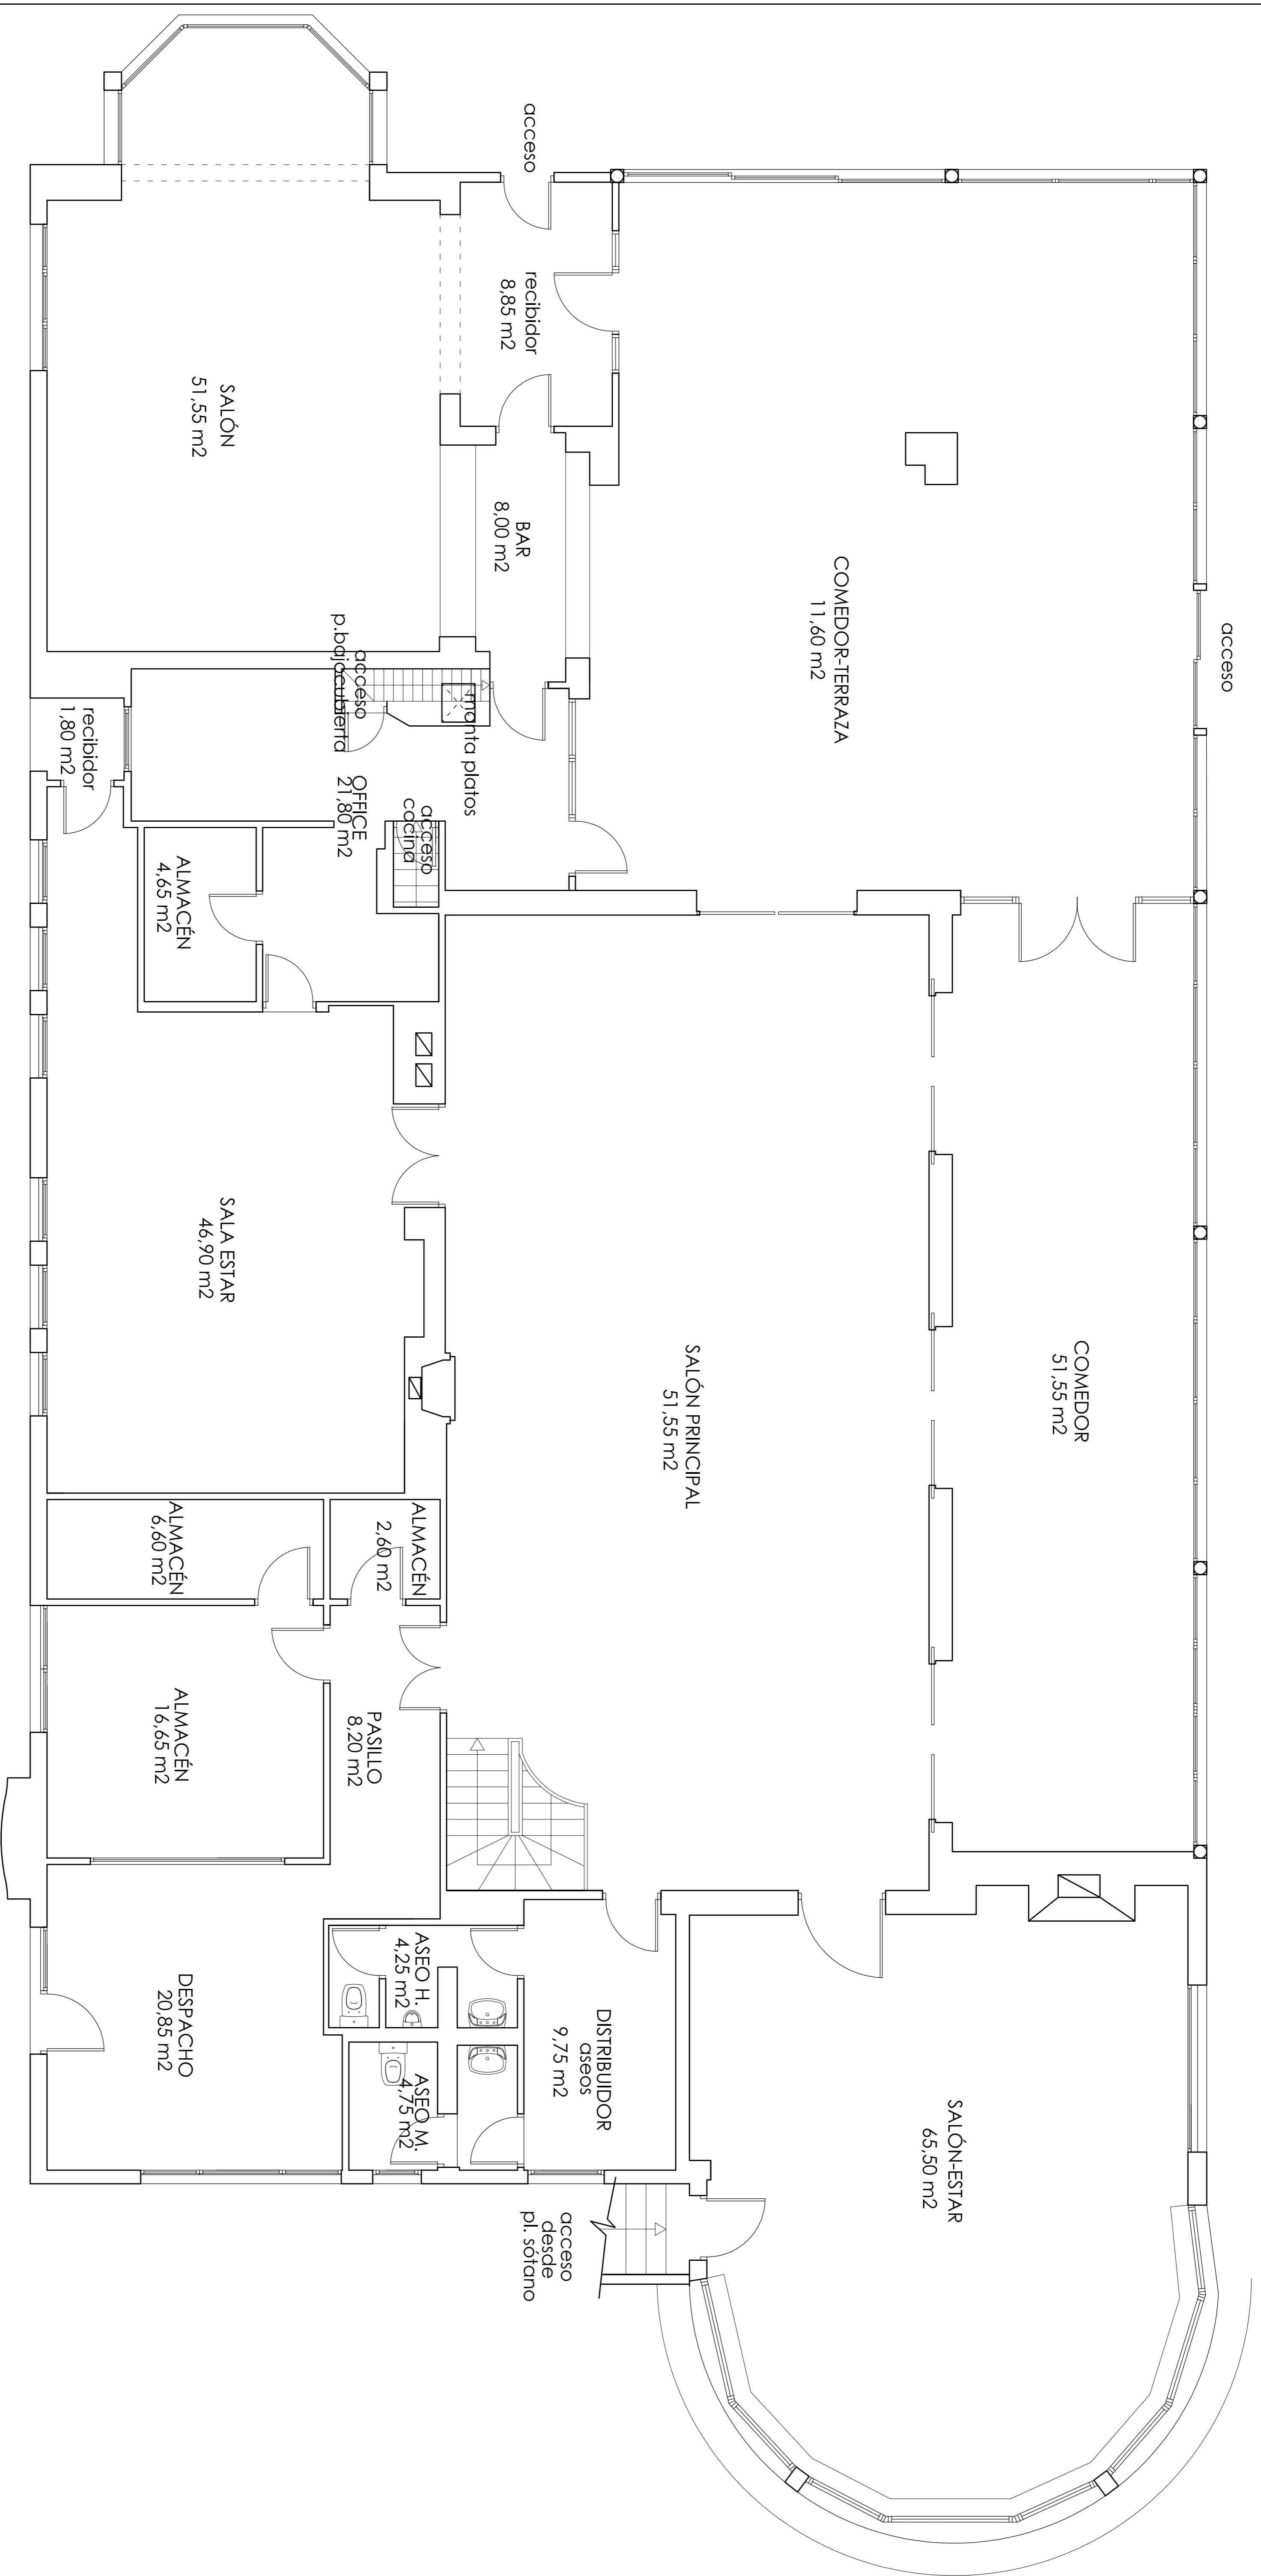 acceso
COMEDOR-TERRAZA
11,60 m2
COMEDOR
51,55 m2
SALÓN-ESTAR
65,50 m2
SALÓN PRINCIPAL
51,55 m2
DISTRIBUIDOR
aseos
9,75 m2
acceso
desde
pl. sótano
acceso
recibidor
8,85 m2
BAR
8,00 m2
monta platos
acceso
cocina
acceso
p.bajocubierta
OFFICE
21,80 m2
ALMACÉN
2,60 m2
PASILLO
8,20 m2
ASEO H.
4,25 m2
ASEO M.
4,75 m2
SALÓN
51,55 m2
ALMACÉN
4,65 m2
SALA ESTAR
46,90 m2
ALMACÉN
6,60 m2
ALMACÉN
16,65 m2
DESPACHO
20,85 m2
recibidor
1,80 m2